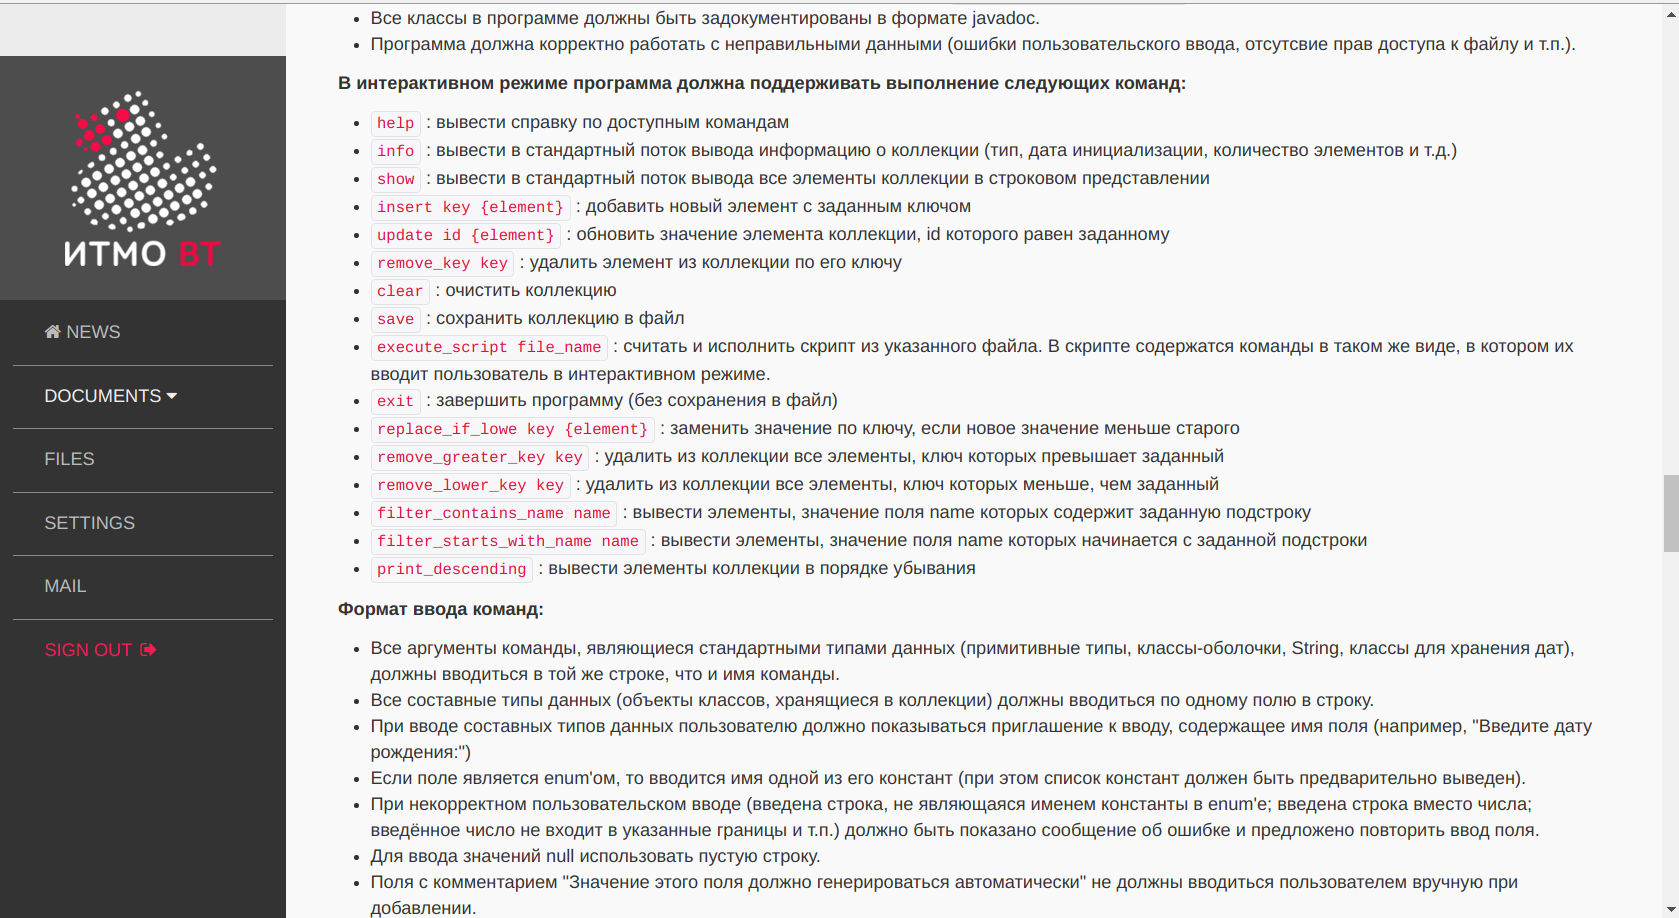 ИТМО ВТ
NEWS
DOCUMENTS
FILES
SETTINGS
MAIL
SIGN OUT
Все классы в программе должны быть задокументированы в формате javadoc.
Программа должна корректно работать с неправильными данными (ошибки пользовательского ввода, отсутсвие прав доступа к файлу и т.п.).
В интерактивном режиме программа должна поддерживать выполнение следующих команд:
help : вывести справку по доступным командам
info : вывести в стандартный поток вывода информацию о коллекции (тип, дата инициализации, количество элементов и т.д.)
show : вывести в стандартный поток вывода все элементы коллекции в строковом представлении
insert key {element} : добавить новый элемент с заданным ключом
update id {element} : обновить значение элемента коллекции, id которого равен заданному
remove_key key : удалить элемент из коллекции по его ключу
clear : очистить коллекцию
save : сохранить коллекцию в файл
execute_script file_name : считать и исполнить скрипт из указанного файла. В скрипте содержатся команды в таком же виде, в котором их
вводит пользователь в интерактивном режиме.
exit : завершить программу (без сохранения в файл)
replace_if_lowe key {element} : заменить значение по ключу, если новое значение меньше старого
remove_greater_key key : удалить из коллекции все элементы, ключ которых превышает заданный
remove_lower_key key : удалить из коллекции все элементы, ключ которых меньше, чем заданный
filter_contains_name name : вывести элементы, значение поля name которых содержит заданную подстроку
filter_starts_with_name name : вывести элементы, значение поля name которых начинается с заданной подстроки
print_descending : вывести элементы коллекции в порядке убывания
Формат ввода команд:
Все аргументы команды, являющиеся стандартными типами данных (примитивные типы, классы-оболочки, String, классы для хранения дат),
должны вводиться в той же строке, что и имя команды.
Все составные типы данных (объекты классов, хранящиеся в коллекции) должны вводиться по одному полю в строку.
При вводе составных типов данных пользователю должно показываться приглашение к вводу, содержащее имя поля (например, "Введите дату
рождения:")
Если поле является enum'ом, то вводится имя одной из его констант (при этом список констант должен быть предварительно выведен).
При некорректном пользовательском вводе (введена строка, не являющаяся именем константы в enum'е; введена строка вместо числа;
введённое число не входит в указанные границы и т.п.) должно быть показано сообщение об ошибке и предложено повторить ввод поля.
Для ввода значений null использовать пустую строку.
Поля с комментарием "Значение этого поля должно генерироваться автоматически" не должны вводиться пользователем вручную при
добавлении.